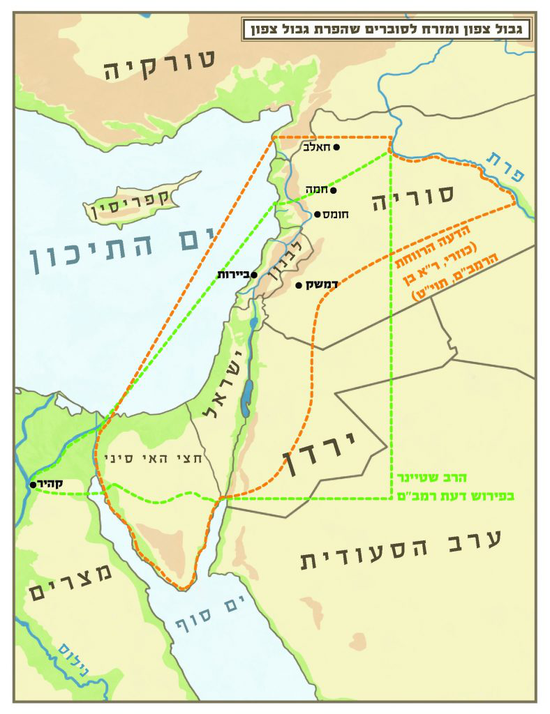 גבול צפון ומזרח לסוברים שהפרת גבול צפון
טורקיה
חאלב
פרת
חמה
סוריה
קפריסין
חומס
ים התיכון
הדעה הרווחת
(כוזרי, ר"א בן
הרמב"ם, תוי"ט)
לבנון
ביירות
דמשק
ישראל
ירדן
חצי האי סיני
קהיר
הרב שטיינר
בפירוש דעת רמב"ם
ערב הסעודית
מצרים
ים סוף
נילוס